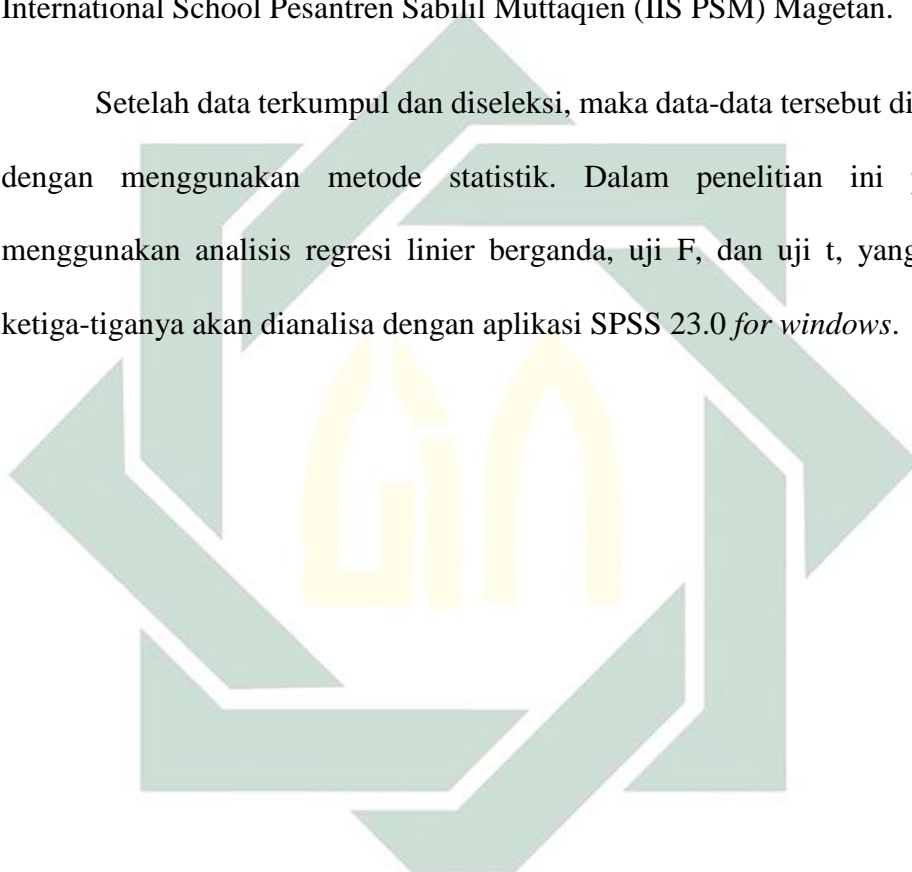 International School Pesantren Sabilil Muttaqien (IIS PSM) Magetan.
Setelah data terkumpul dan diseleksi, maka data-data tersebut di
dengan menggunakan metode statistik. Dalam penelitian ini
menggunakan analisis regresi linier berganda, uji F, dan uji t, yang
ketiga-tiganya akan dianalisa dengan aplikasi SPSS 23.0 for windows.